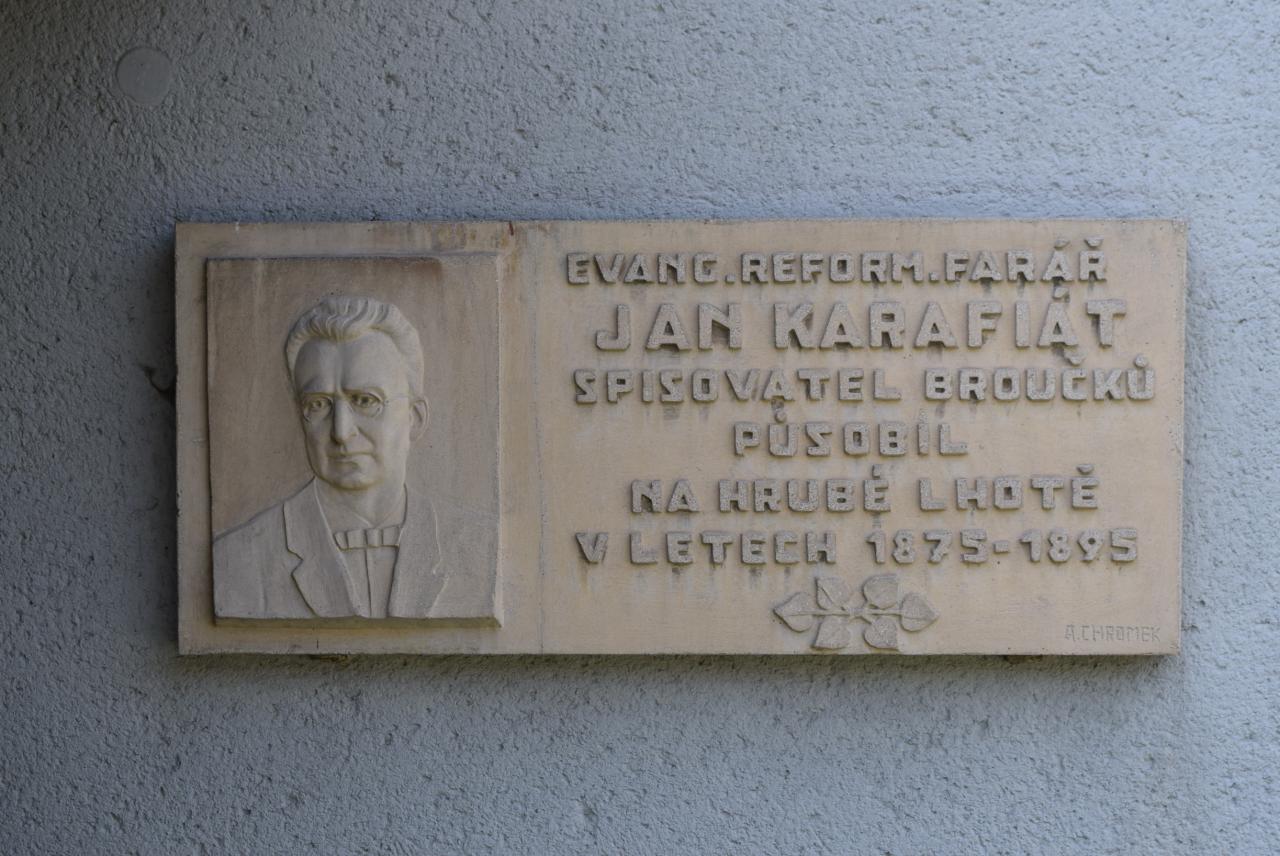 EVANG. REFORM. FARÁŘ
JAN KARAFIÁT
SPISOVATEL BROUČKŮ
PŮSOBIL
NA HRUBÉ LHOTĚ
V LETECH 1875-1895
A. CHROMEK